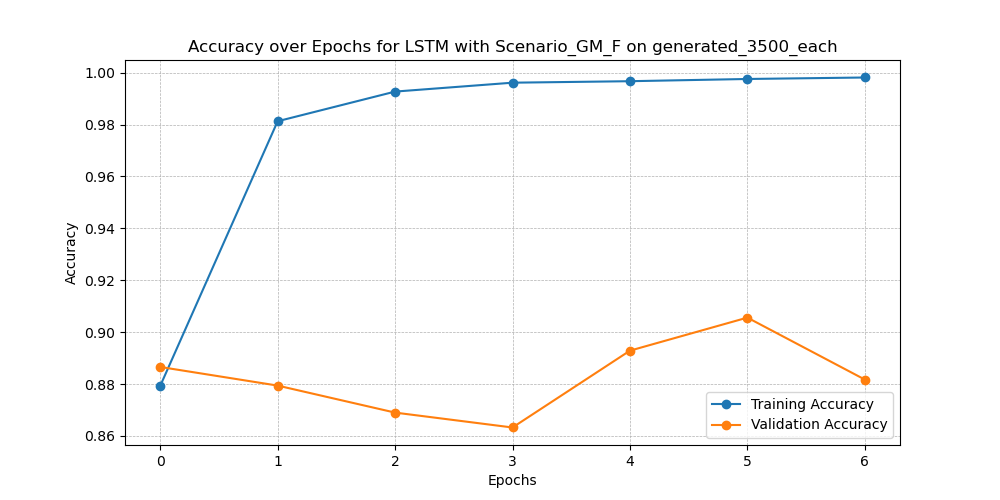 Accuracy over Epochs for LSTM with Scenario_GM_F on generated_3500_each
Accuracy
1.00
0.98
0.96
0.94
0.92
0.90
0.88
0.86
0 1 2 3 4 5 6
Epochs
Training Accuracy
Validation Accuracy